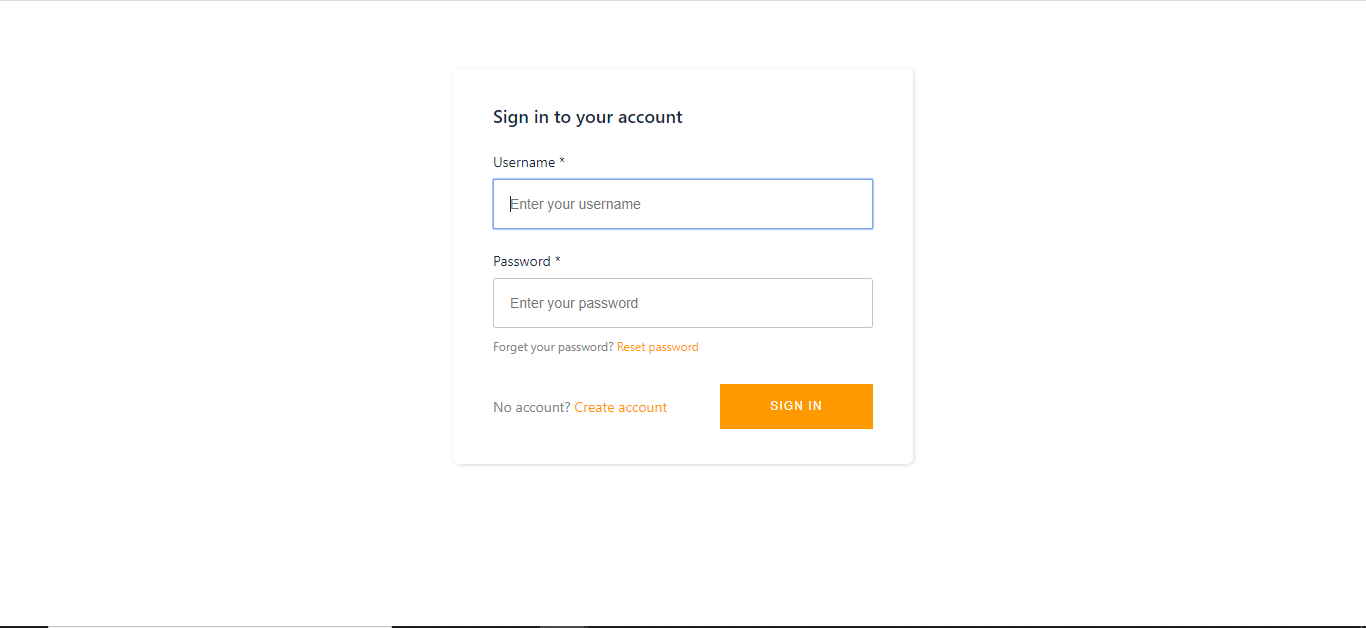 Sign in to your account
Username *
Enter your username
Password *
Enter your password
Forget your password? Reset password
No account? Create account
SIGN IN